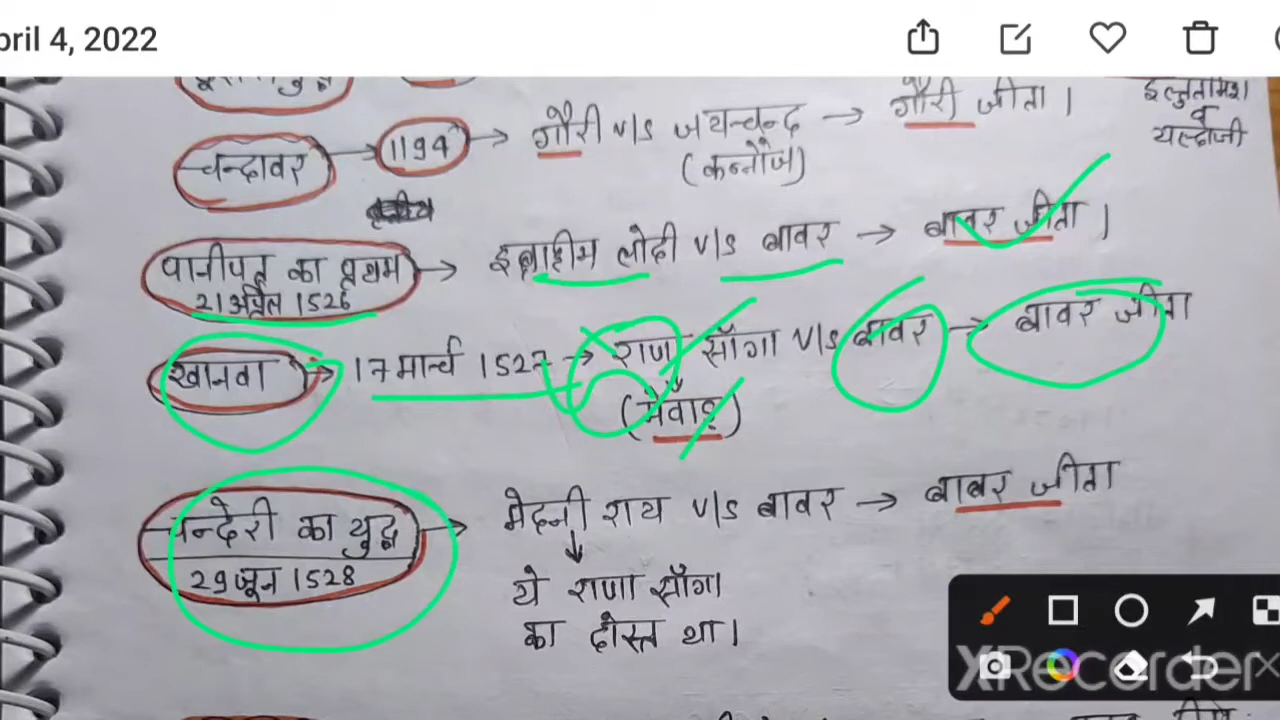 pril 4, 2022
चन्दावर → 1194 → गौरी v/s जयचन्द → गौरी जीता।
(कन्नौज)
इल्तुतमिश
व
यल्दौजी
पानीपत का प्रथम → इब्राहीम लोदी v/s बाबर → बाबर जीता।
21 अप्रैल 1526
खानवा → 17 मार्च 1527 → राणा साँगा v/s बाबर → बाबर जीता
(मेवाड़)
चन्देरी का युद्ध → मेदनी राय v/s बाबर → बाबर जीता
29 जून 1528
↓
ये राणा साँगा
का दोस्त था।
XRecorder